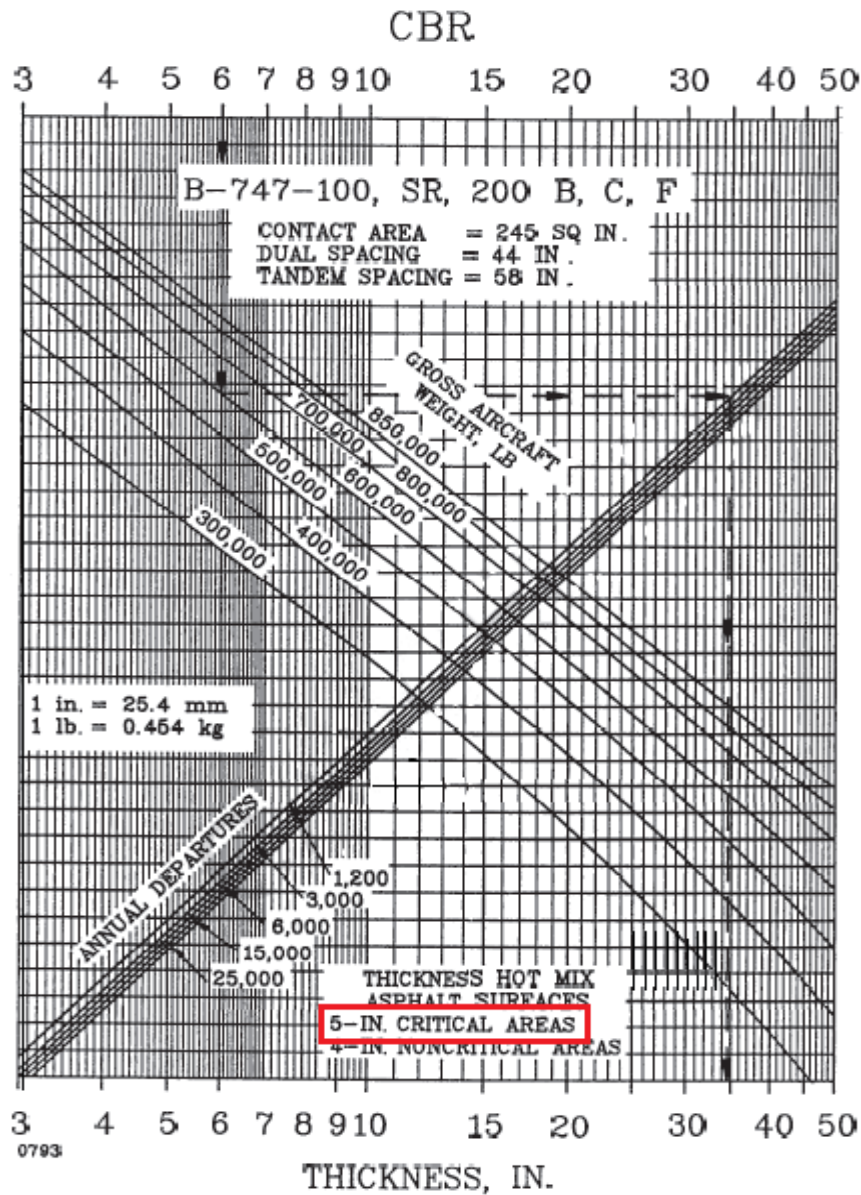 CBR
3 4 5 6 7 8 9 10 15 20 30 40 50
B-747-100, SR, 200 B, C, F
CONTACT AREA = 245 SQ IN.
DUAL SPACING = 44 IN.
TANDEM SPACING = 58 IN.
GROSS AIRCRAFT
WEIGHT, LB
850,000
800,000
700,000
600,000
500,000
400,000
300,000
1 in. = 25.4 mm
1 lb. = 0.454 kg
ANNUAL DEPARTURES
1,200
3,000
6,000
15,000
25,000
THICKNESS HOT MIX
ASPHALT SURFACES
5-IN. CRITICAL AREAS
4-IN. NONCRITICAL AREAS
3 4 5 6 7 8 9 10 15 20 30 40 50
0793
THICKNESS, IN.